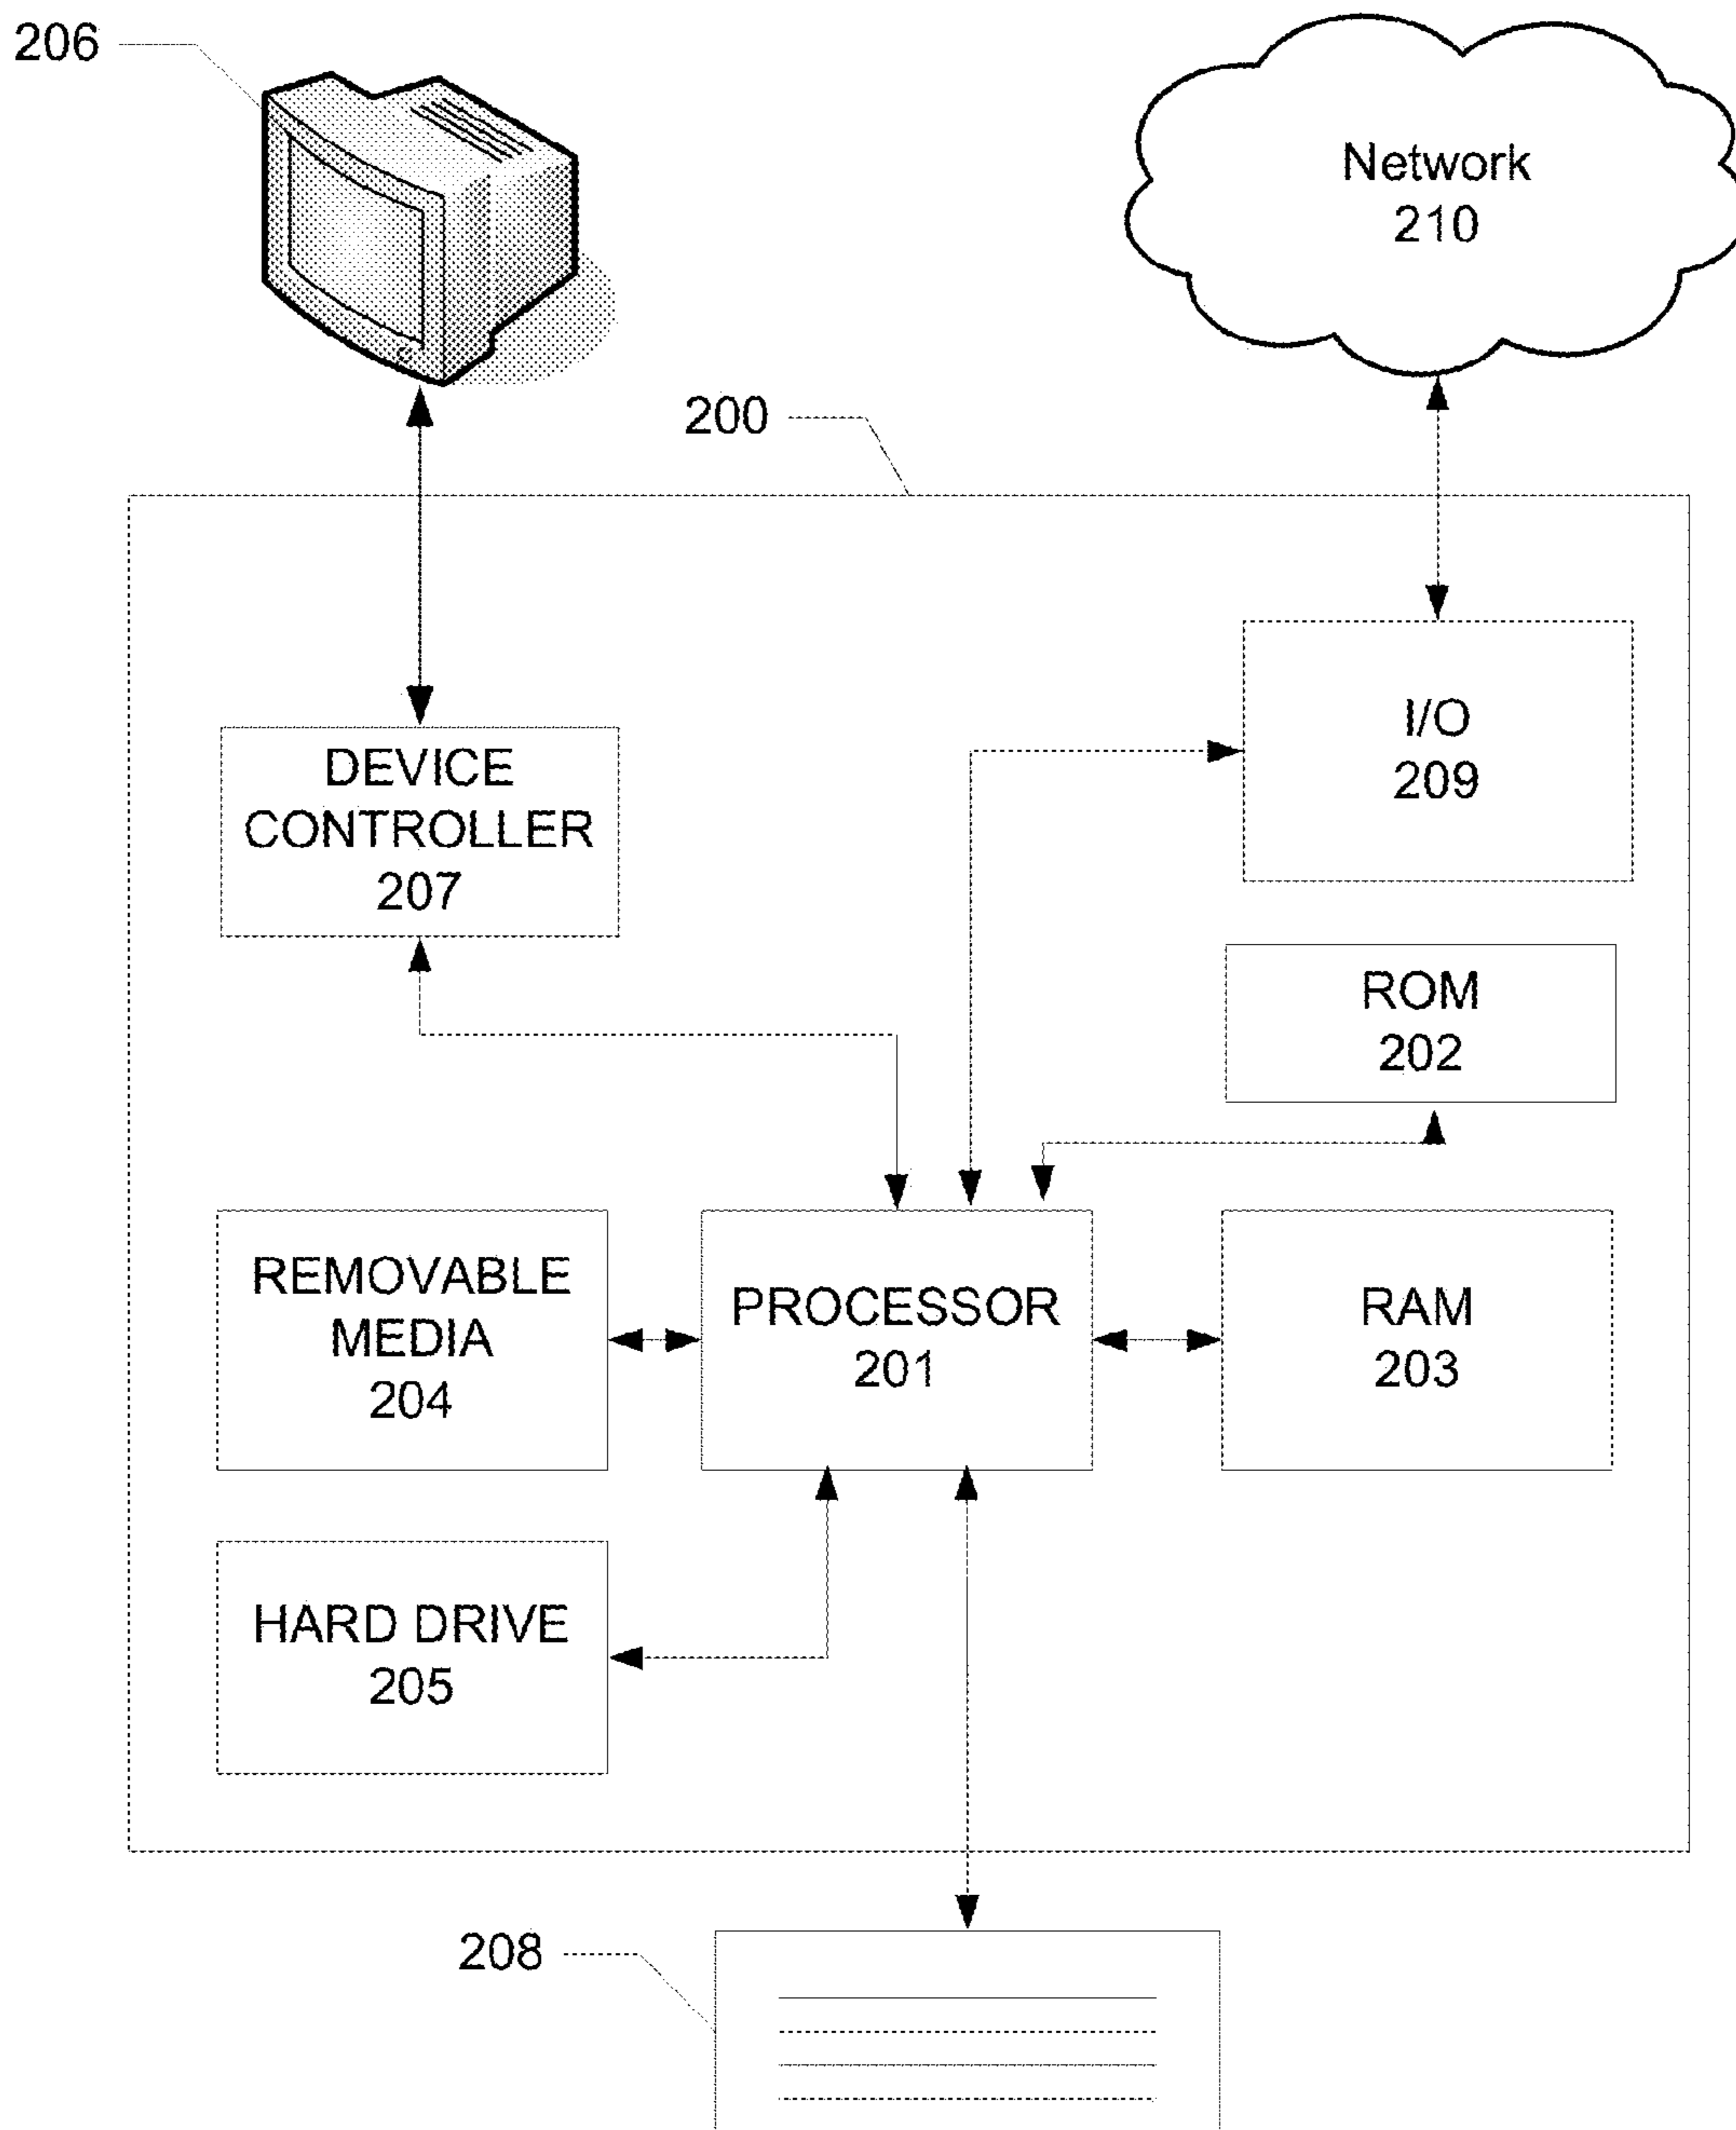 206
Network
210
200
DEVICE
CONTROLLER
207
I/O
209
ROM
202
REMOVABLE
MEDIA
204
PROCESSOR
201
RAM
203
HARD DRIVE
205
208